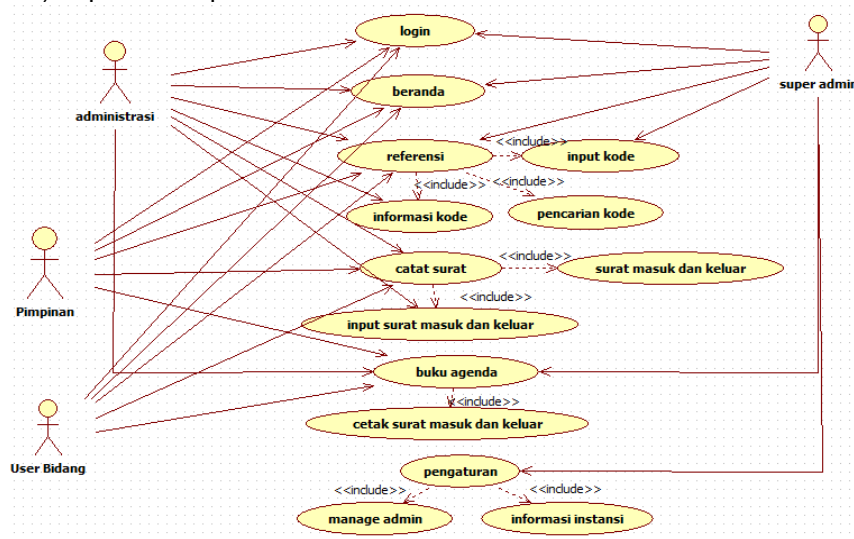 login
beranda
administrasi
super admin
referensi
<<include>>
input kode
<<include>>
<<include>>
informasi kode
pencarian kode
catat surat
<<include>>
surat masuk dan keluar
Pimpinan
<<include>>
input surat masuk dan keluar
buku agenda
<<include>>
cetak surat masuk dan keluar
User Bidang
pengaturan
<<include>>
<<include>>
manage admin
informasi instansi